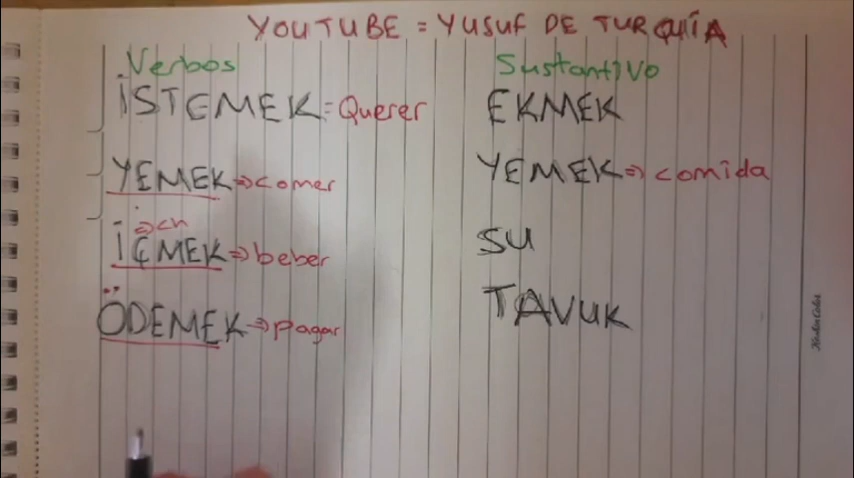 YOUTUBE = YUSUF DE TURQUÍA
Verbos
İSTEMEK = Querer
YEMEK => comer
=> ch
İÇMEK => beber
ÖDEMEK => pagar
Sustantivo
EKMEK
YEMEK => comida
SU
TAVUK